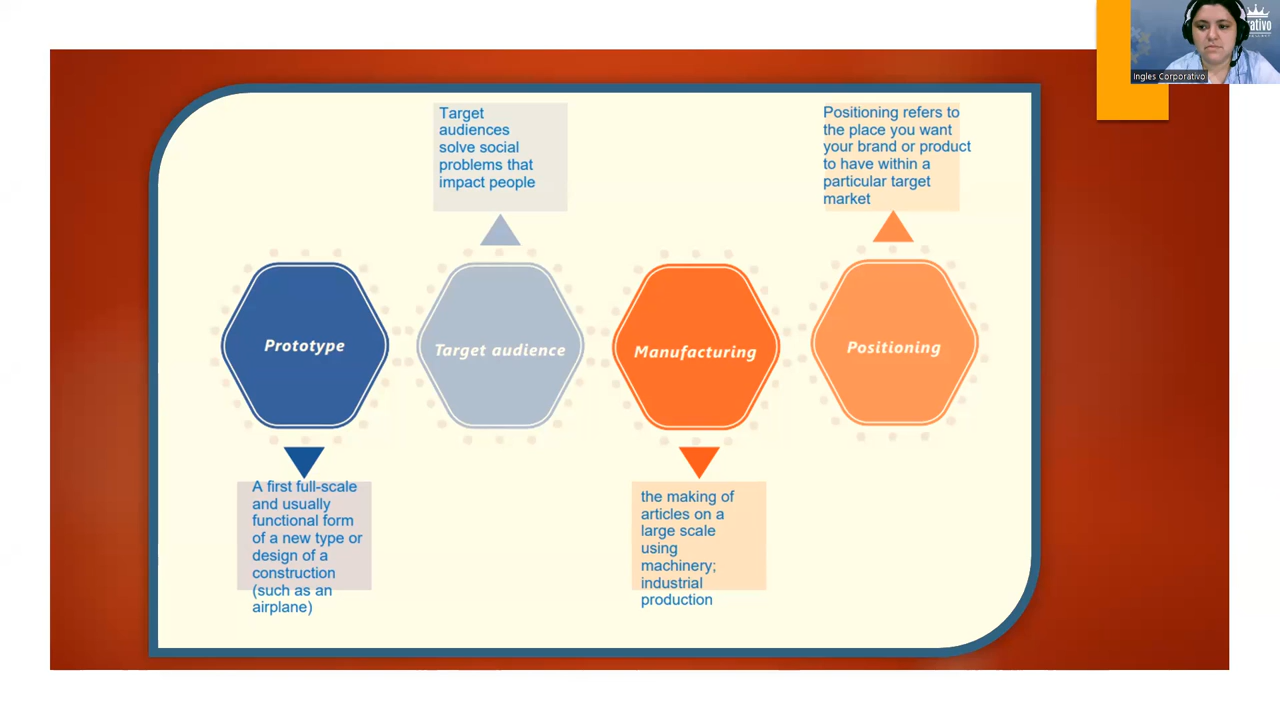 Target
audiences
solve social
problems that
impact people
Positioning refers to
the place you want
your brand or product
to have within a
particular target
market
Prototype
Target audience
Manufacturing
Positioning
A first full-scale
and usually
functional form
of a new type or
design of a
construction
(such as an
airplane)
the making of
articles on a
large scale
using
machinery;
industrial
production
Ingles Corporativo